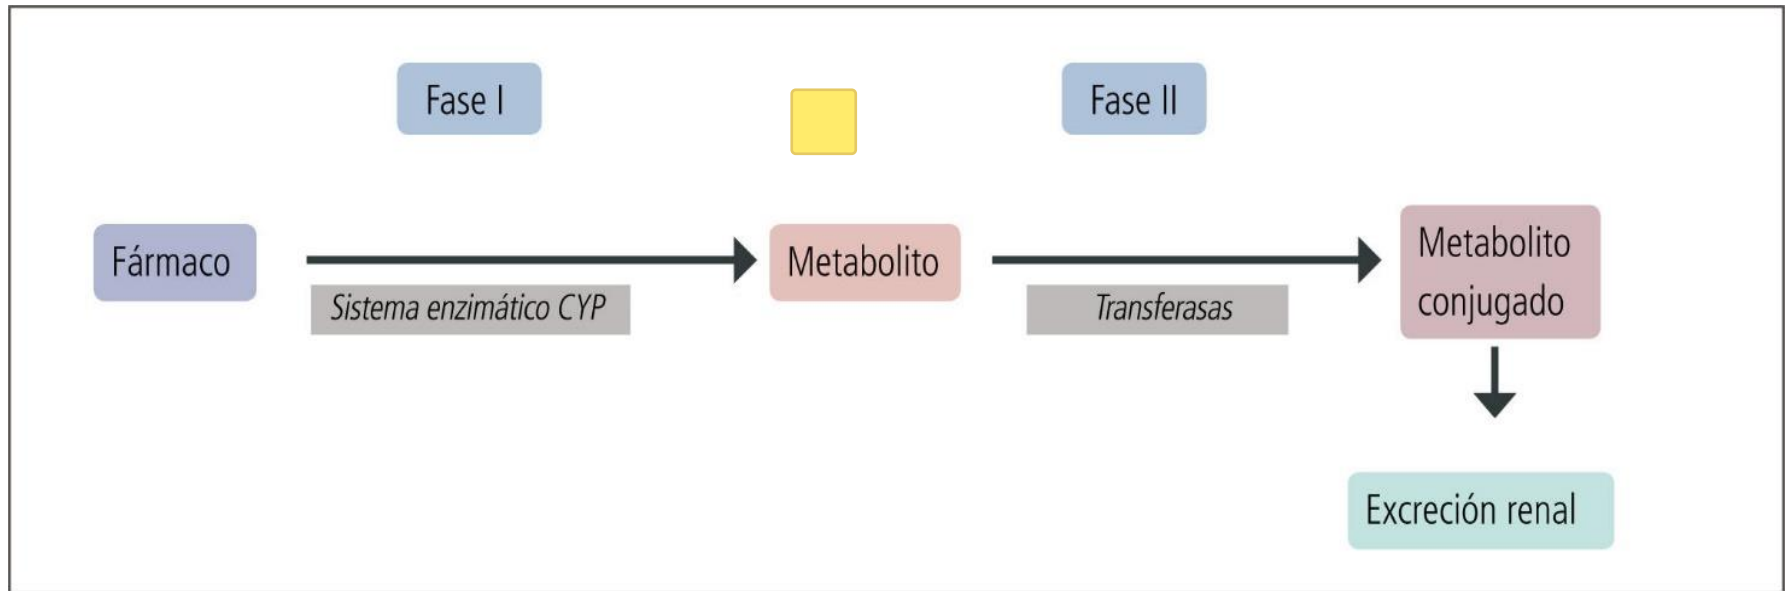 Fase I
Fase II
Fármaco
Sistema enzimático CYP
Metabolito
Transferasas
Metabolito
conjugado
Excreción renal